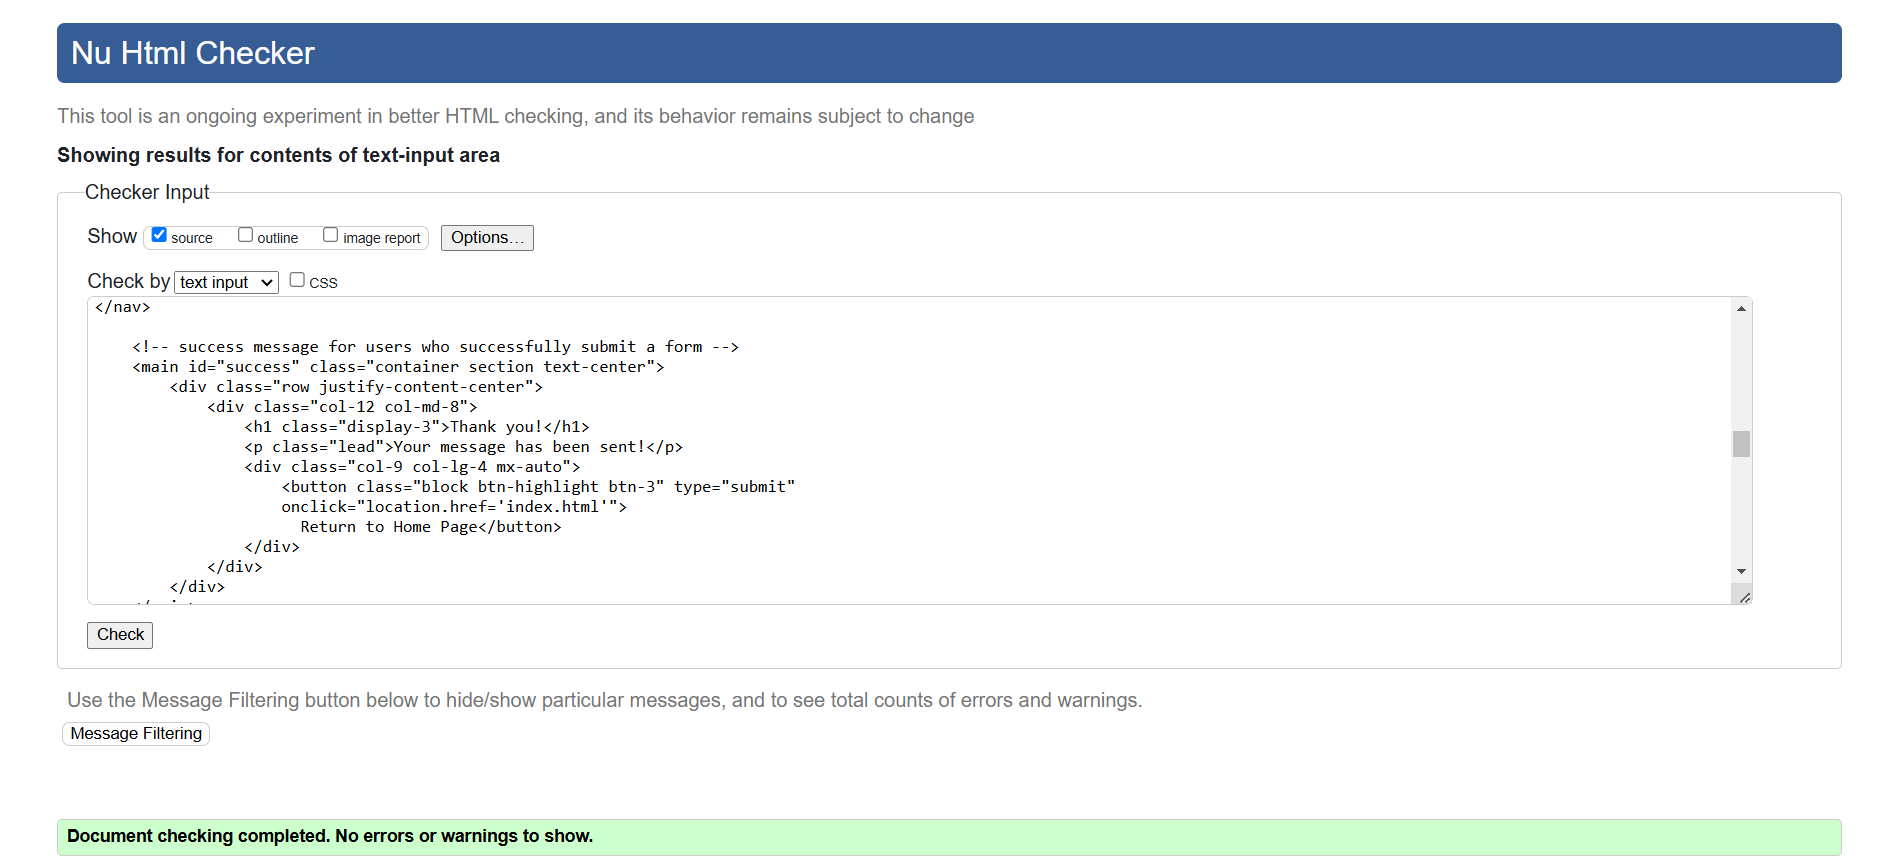 Nu Html Checker
This tool is an ongoing experiment in better HTML checking, and its behavior remains subject to change
Showing results for contents of text-input area
Checker Input
Show source outline image report Options...
Check by text input CSS
</nav>
<!-- success message for users who successfully submit a form -->
<main id="success" class="container section text-center">
<div class="row justify-content-center">
<div class="col-12 col-md-8">
<h1 class="display-3">Thank you!</h1>
<p class="lead">Your message has been sent!</p>
<div class="col-9 col-lg-4 mx-auto">
<button class="block btn-highlight btn-3" type="submit"
onclick="location.href='index.html'">
Return to Home Page</button>
</div>
</div>
</div>
Check
Use the Message Filtering button below to hide/show particular messages, and to see total counts of errors and warnings.
Message Filtering
Document checking completed. No errors or warnings to show.